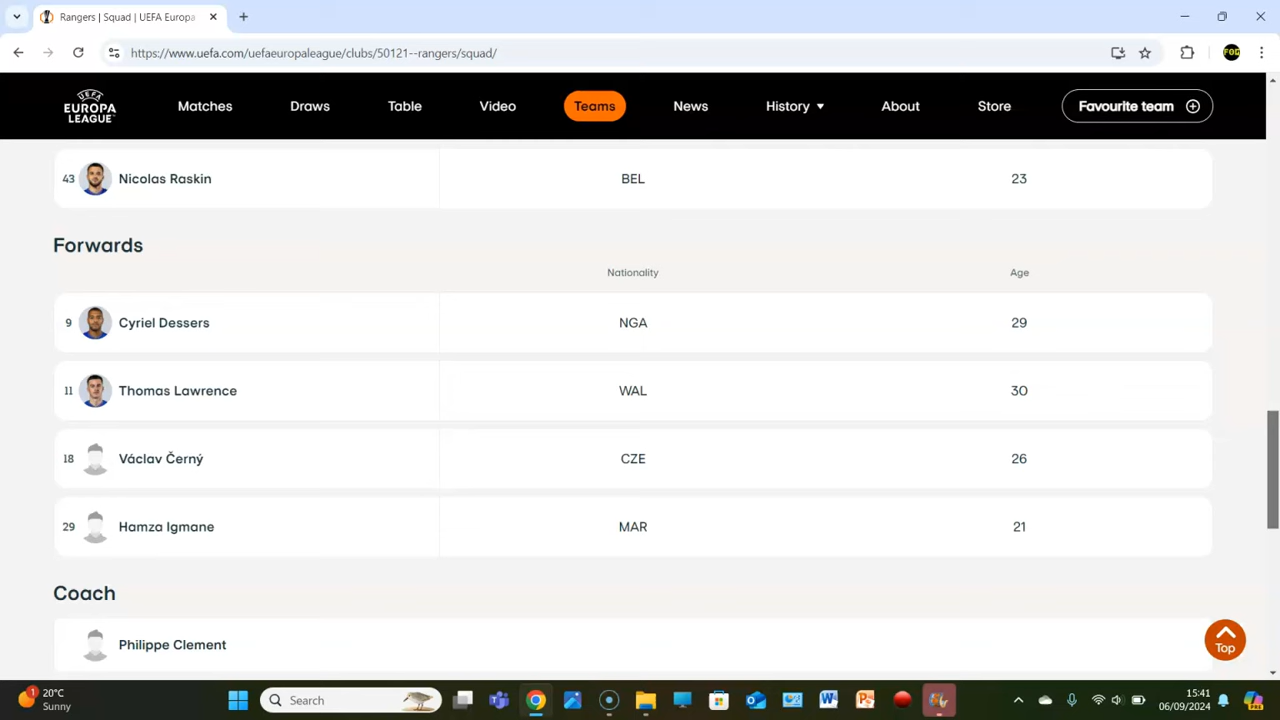 Rangers | Squad | UEFA Europa
https://www.uefa.com/uefaeuropaleague/clubs/50121--rangers/squad/
UEFA
EUROPA
LEAGUE
Matches
Draws
Table
Video
Teams
News
History
About
Store
Favourite team
43 Nicolas Raskin BEL 23
Forwards
Nationality Age
9 Cyriel Dessers NGA 29
11 Thomas Lawrence WAL 30
18 Václav Černý CZE 26
29 Hamza Igmane MAR 21
Coach
Philippe Clement
Top
1
20°C
Sunny
Search
15:41
06/09/2024